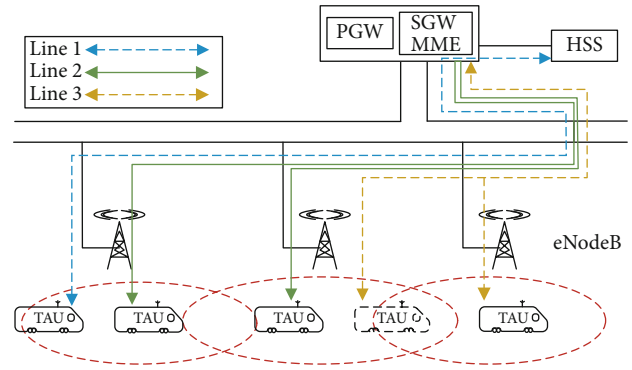 Line 1
Line 2
Line 3
PGW
SGW
MME
HSS
eNodeB
TAU
TAU
TAU
TAU
TAU